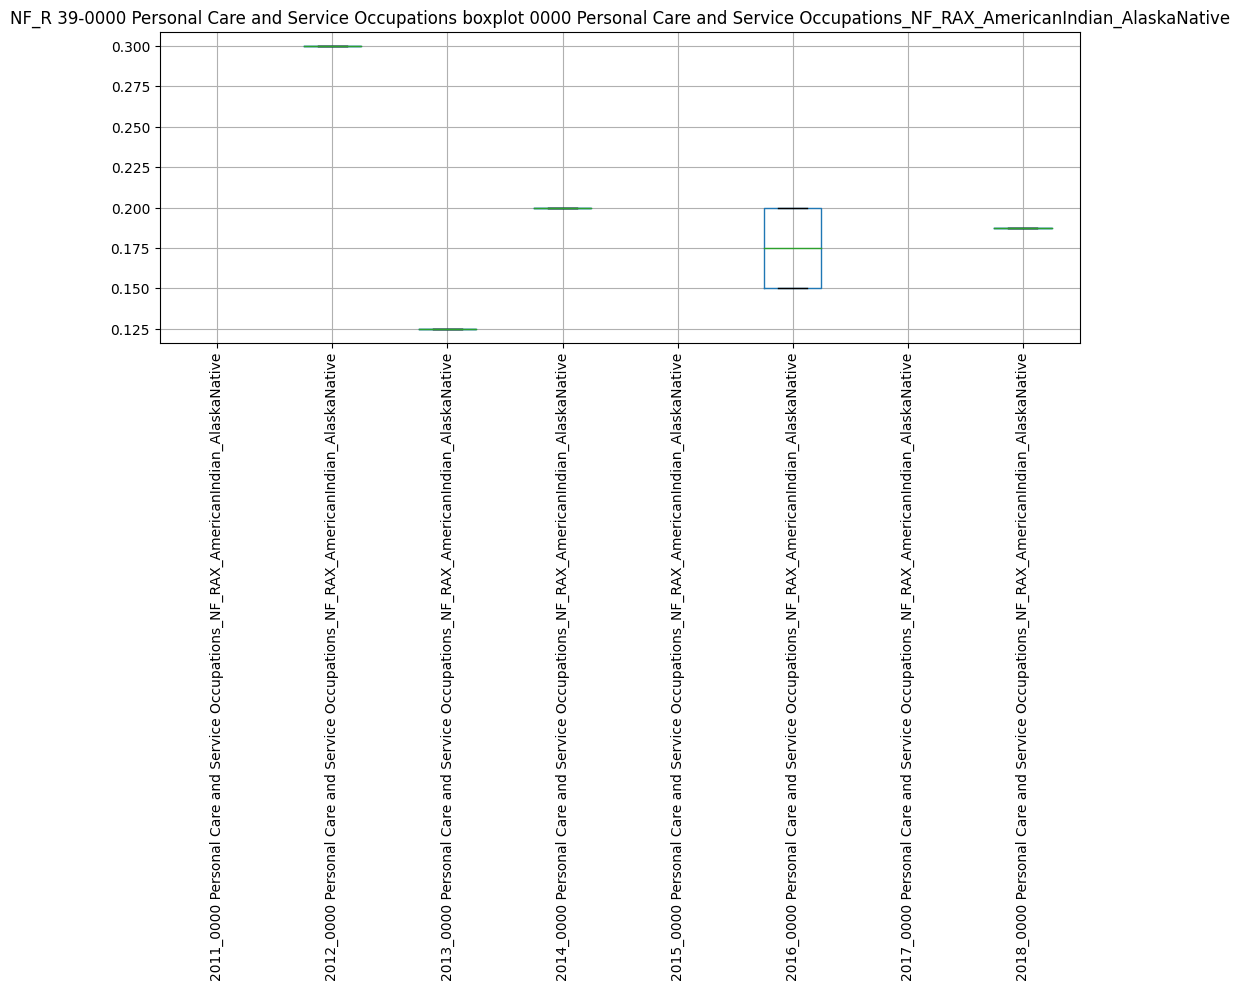 NF_R 39-0000 Personal Care and Service Occupations boxplot 0000 Personal Care and Service Occupations_NF_RAX_AmericanIndian_AlaskaNative
0.300
0.275
0.250
0.225
0.200
0.175
0.150
0.125
2011_0000 Personal Care and Service Occupations_NF_RAX_AmericanIndian_AlaskaNative
2012_0000 Personal Care and Service Occupations_NF_RAX_AmericanIndian_AlaskaNative
2013_0000 Personal Care and Service Occupations_NF_RAX_AmericanIndian_AlaskaNative
2014_0000 Personal Care and Service Occupations_NF_RAX_AmericanIndian_AlaskaNative
2015_0000 Personal Care and Service Occupations_NF_RAX_AmericanIndian_AlaskaNative
2016_0000 Personal Care and Service Occupations_NF_RAX_AmericanIndian_AlaskaNative
2017_0000 Personal Care and Service Occupations_NF_RAX_AmericanIndian_AlaskaNative
2018_0000 Personal Care and Service Occupations_NF_RAX_AmericanIndian_AlaskaNative